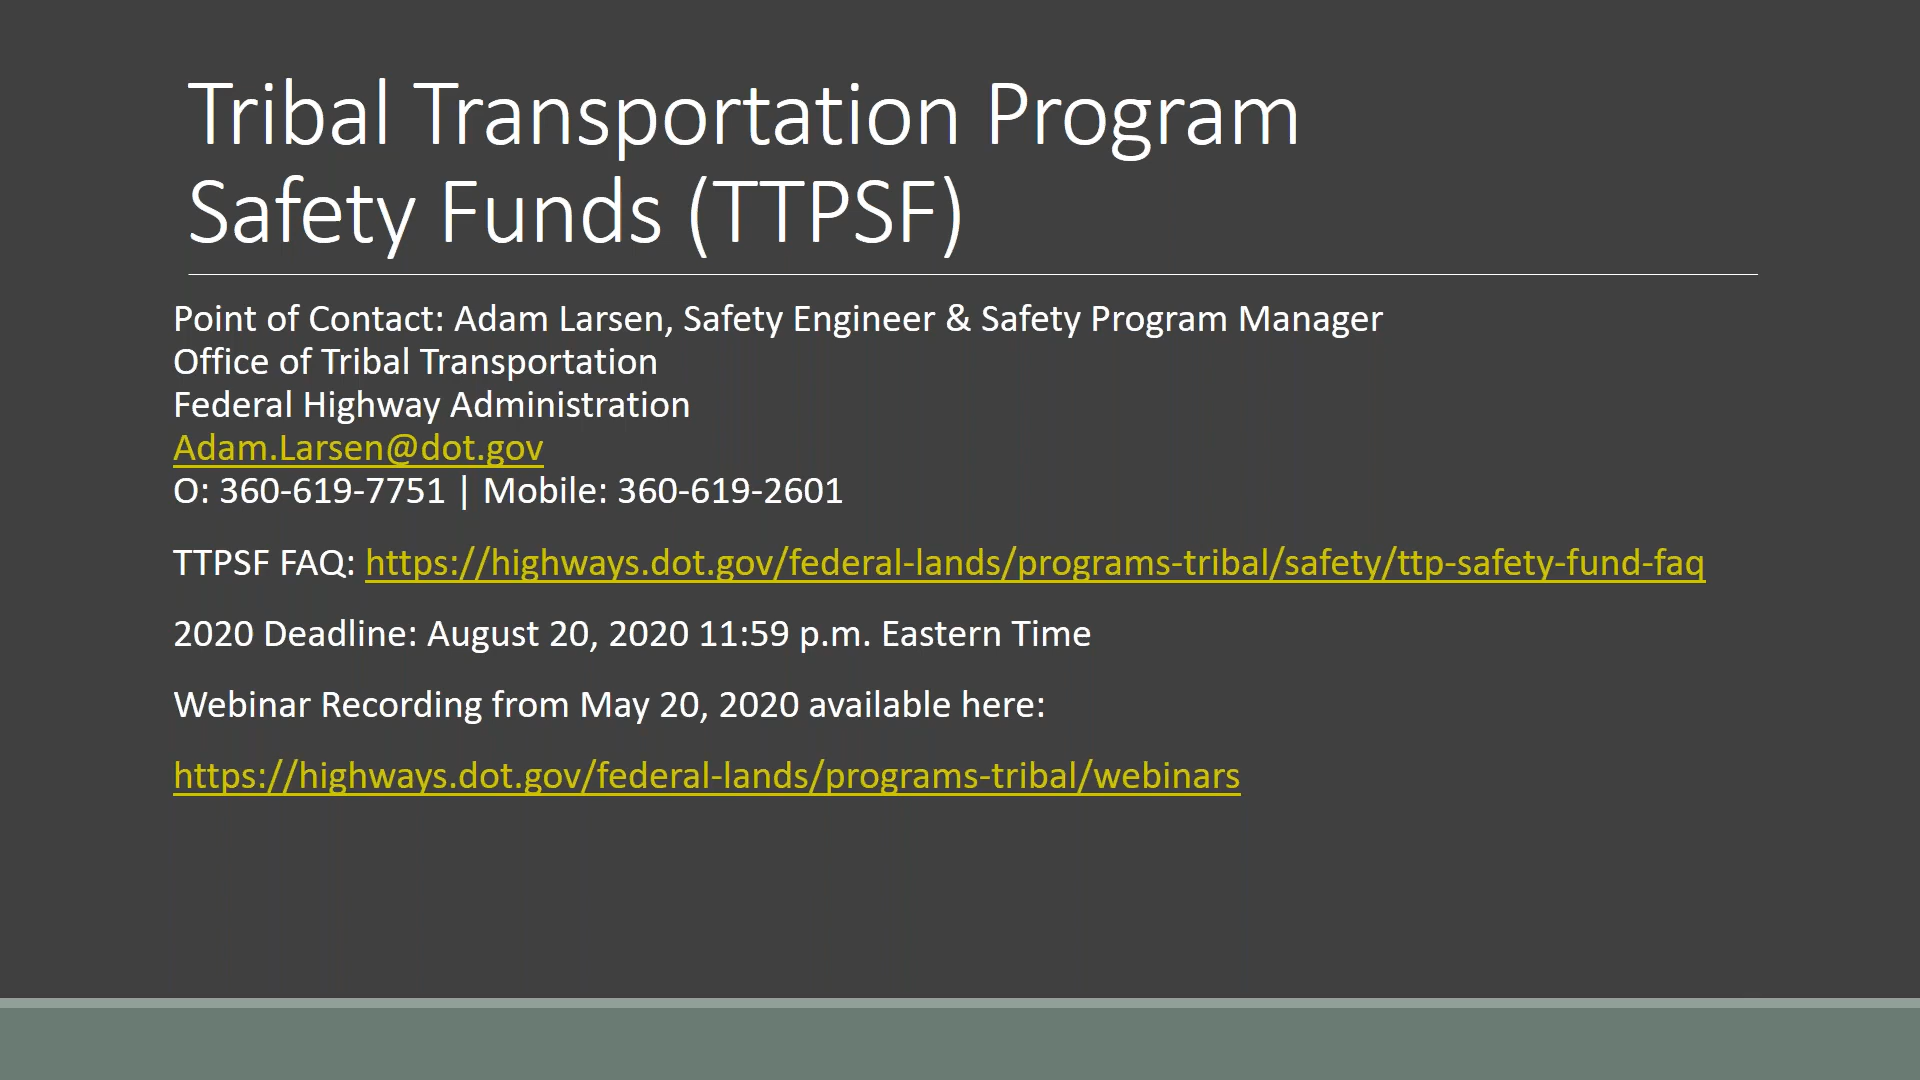 Tribal Transportation Program
Safety Funds (TTPSF)
Point of Contact: Adam Larsen, Safety Engineer & Safety Program Manager
Office of Tribal Transportation
Federal Highway Administration
Adam.Larsen@dot.gov
O: 360-619-7751 | Mobile: 360-619-2601
TTPSF FAQ: https://highways.dot.gov/federal-lands/programs-tribal/safety/ttp-safety-fund-faq
2020 Deadline: August 20, 2020 11:59 p.m. Eastern Time
Webinar Recording from May 20, 2020 available here:
https://highways.dot.gov/federal-lands/programs-tribal/webinars